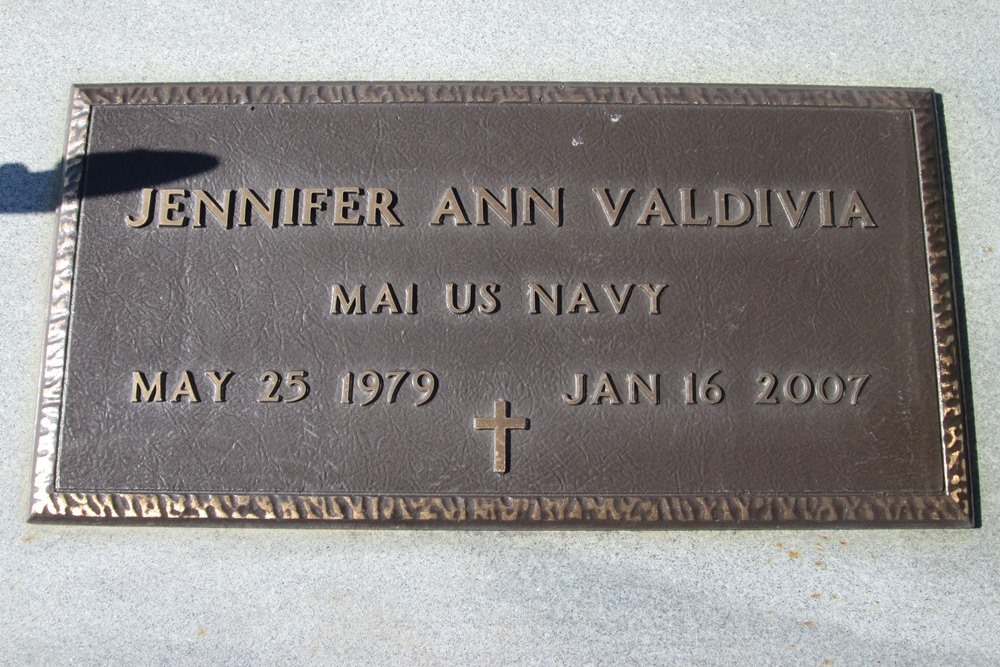 JENNIFER ANN VALDIVIA
MA1 US NAVY
MAY 25 1979 JAN 16 2007